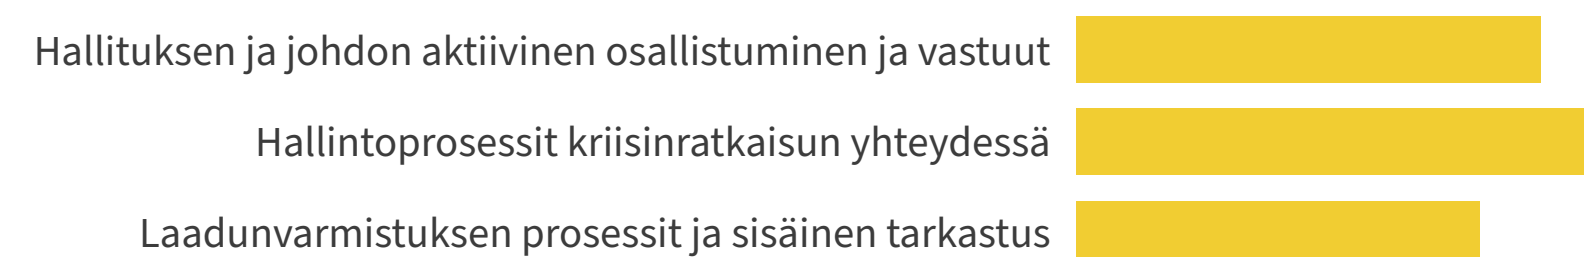 Hallituksen ja johdon aktiivinen osallistuminen ja vastuut
Hallintoprosessit kriisinratkaisun yhteydessä
Laadunvarmistuksen prosessit ja sisäinen tarkastus